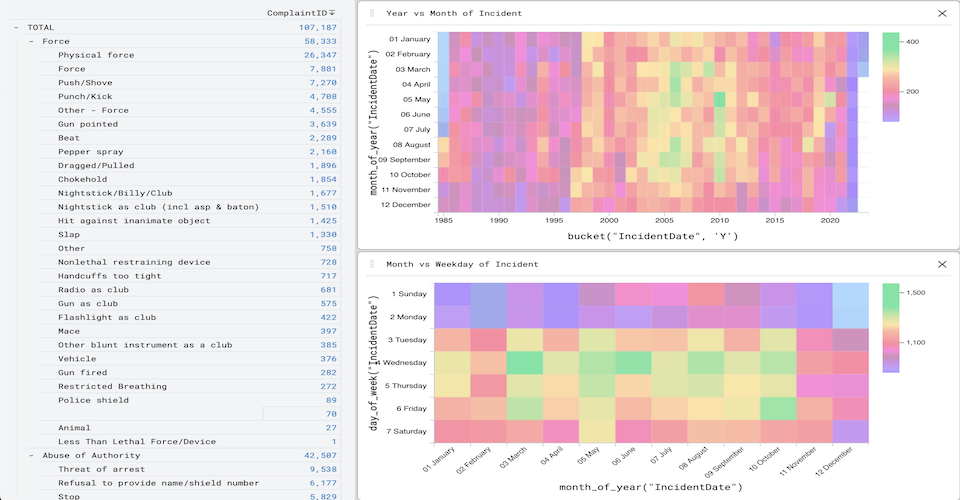 ComplaintID
− TOTAL 107,187
− Force 58,333
Physical force 26,347
Force 7,881
Push/Shove 7,270
Punch/Kick 4,708
Other - Force 4,555
Gun pointed 3,639
Beat 2,289
Pepper spray 2,160
Dragged/Pulled 1,896
Chokehold 1,854
Nightstick/Billy/Club 1,677
Nightstick as club (incl asp & baton) 1,510
Hit against inanimate object 1,425
Slap 1,330
Other 758
Nonlethal restraining device 728
Handcuffs too tight 717
Radio as club 681
Gun as club 575
Flashlight as club 422
Mace 397
Other blunt instrument as a club 385
Vehicle 376
Gun fired 282
Restricted Breathing 272
Police shield 89
70
Animal 27
Less Than Lethal Force/Device 1
− Abuse of Authority 42,507
Threat of arrest 9,538
Refusal to provide name/shield number 6,177
Stop 5,829
Year vs Month of Incident
month_of_year("IncidentDate")
01 January
02 February
03 March
04 April
05 May
06 June
07 July
08 August
09 September
10 October
11 November
12 December
1985 1990 1995 2000 2005 2010 2015 2020
bucket("IncidentDate", 'Y')
400
200
Month vs Weekday of Incident
day_of_week("IncidentDate")
1 Sunday
2 Monday
3 Tuesday
4 Wednesday
5 Thursday
6 Friday
7 Saturday
01 January 02 February 03 March 04 April 05 May 06 June 07 July 08 August 09 September 10 October 11 November 12 December
month_of_year("IncidentDate")
1,500
1,100